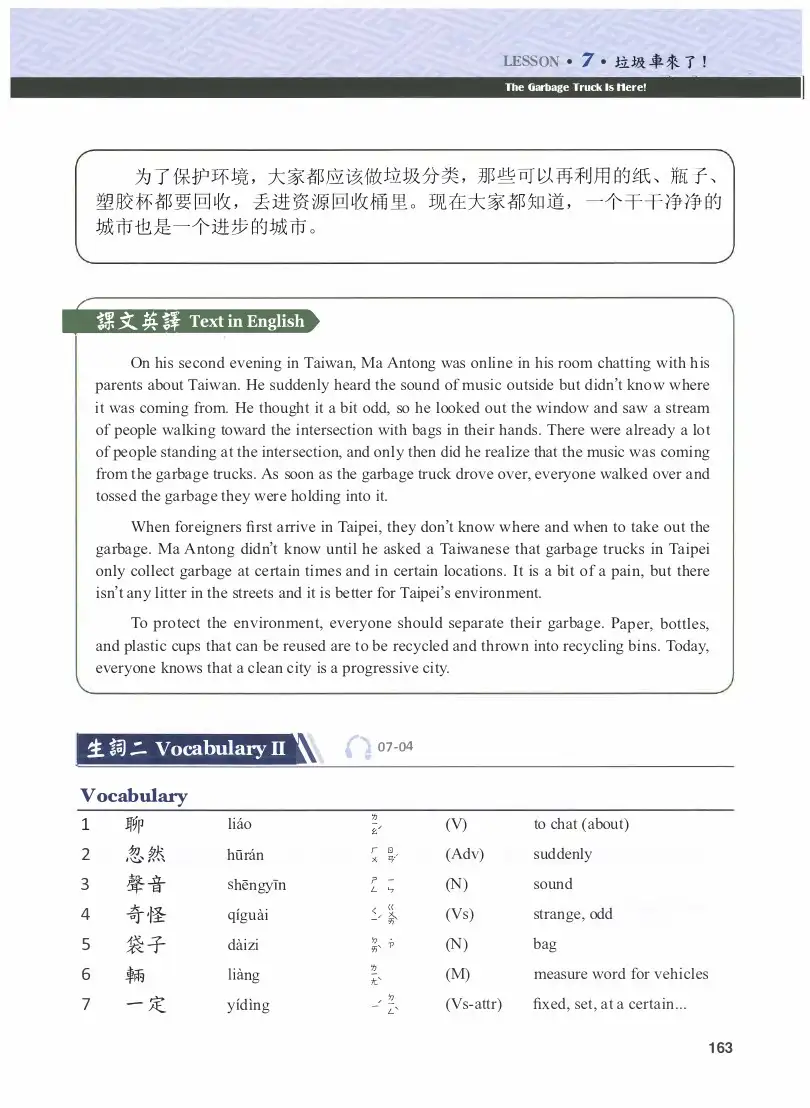 LESSON • 7 • 垃圾車來了！
The Garbage Truck Is Here!
为了保护环境，大家都应该做垃圾分类，那些可以再利用的纸、瓶子、
塑胶杯都要回收，丢进资源回收桶里。现在大家都知道，一个干干净净的
城市也是一个进步的城市。
課文英譯 Text in English
On his second evening in Taiwan, Ma Antong was online in his room chatting with his
parents about Taiwan. He suddenly heard the sound of music outside but didn't know where
it was coming from. He thought it a bit odd, so he looked out the window and saw a stream
of people walking toward the intersection with bags in their hands. There were already a lot
of people standing at the intersection, and only then did he realize that the music was coming
from the garbage trucks. As soon as the garbage truck drove over, everyone walked over and
tossed the garbage they were holding into it.
When foreigners first arrive in Taipei, they don't know where and when to take out the
garbage. Ma Antong didn't know until he asked a Taiwanese that garbage trucks in Taipei
only collect garbage at certain times and in certain locations. It is a bit of a pain, but there
isn't any litter in the streets and it is better for Taipei's environment.
To protect the environment, everyone should separate their garbage. Paper, bottles,
and plastic cups that can be reused are to be recycled and thrown into recycling bins. Today,
everyone knows that a clean city is a progressive city.
生詞二 Vocabulary II 07-04
Vocabulary
1 聊 liáo ㄌㄧㄠˊ (V) to chat (about)
2 忽然 hūrán ㄏㄨ ㄖㄢˊ (Adv) suddenly
3 聲音 shēngyīn ㄕㄥ ㄧㄣ (N) sound
4 奇怪 qíguài ㄑㄧˊ ㄍㄨㄞˋ (Vs) strange, odd
5 袋子 dàizi ㄉㄞˋ ˙ㄗ (N) bag
6 輛 liàng ㄌㄧㄤˋ (M) measure word for vehicles
7 一定 yídìng ㄧˊ ㄉㄧㄥˋ (Vs-attr) fixed, set, at a certain...
163